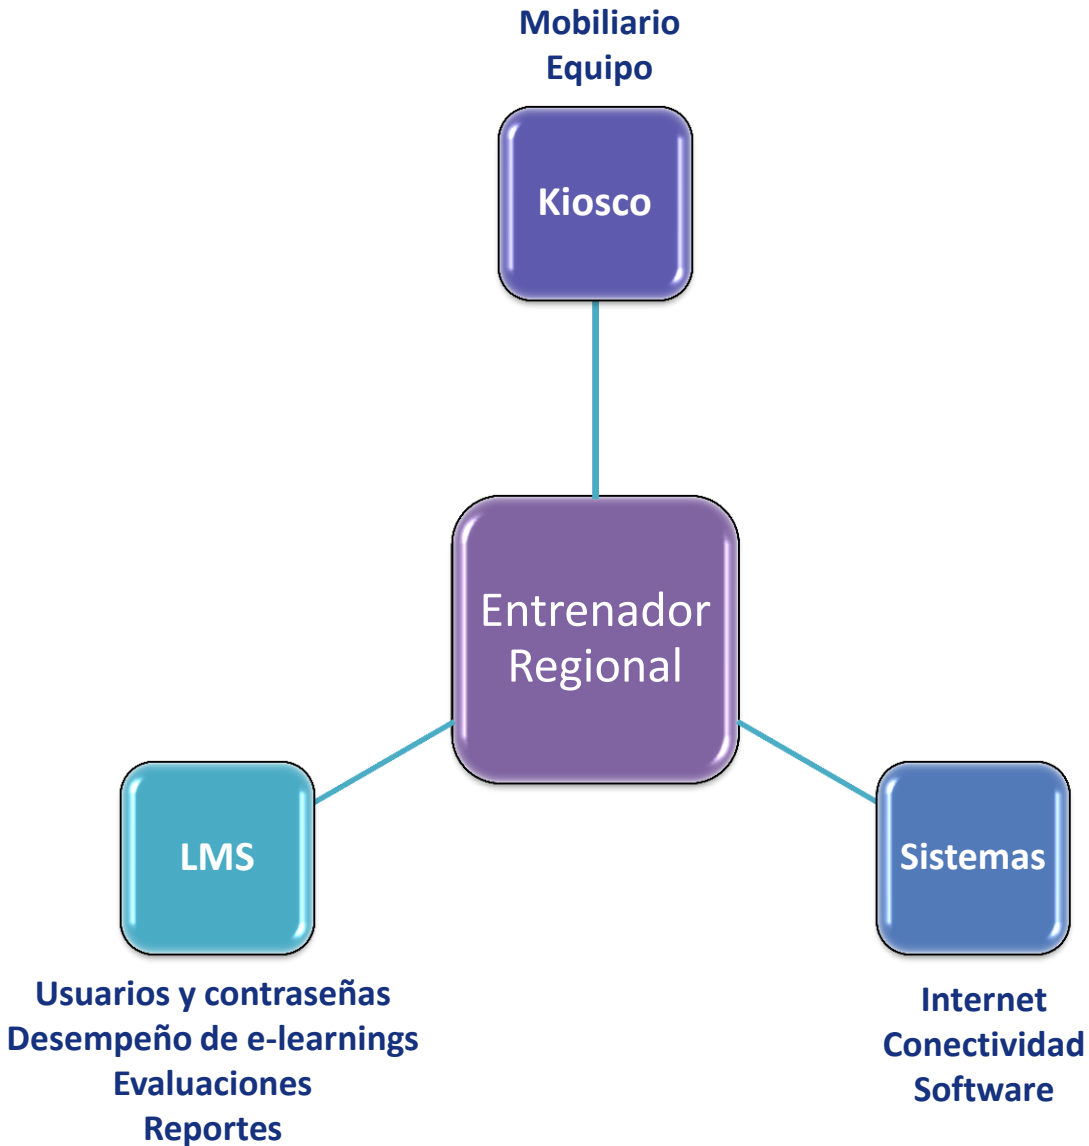 Mobiliario
Equipo
Kiosco
Entrenador
Regional
LMS
Sistemas
Usuarios y contraseñas
Desempeño de e-learnings
Evaluaciones
Reportes
Internet
Conectividad
Software